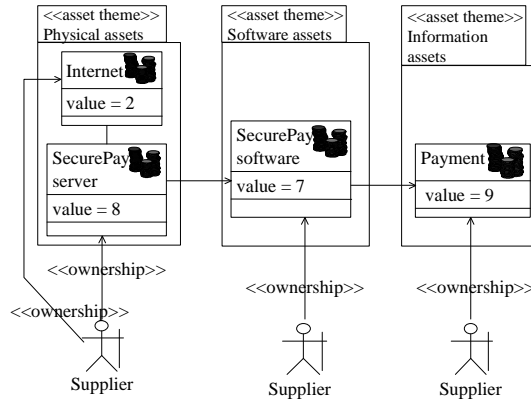 <<asset theme>>
Physical assets
Internet
value = 2
SecurePay
server
value = 8
<<ownership>>
<<ownership>>
Supplier
<<asset theme>>
Software assets
SecurePay
software
value = 7
<<ownership>>
Supplier
<<asset theme>>
Information
assets
Payment
value = 9
<<ownership>>
Supplier